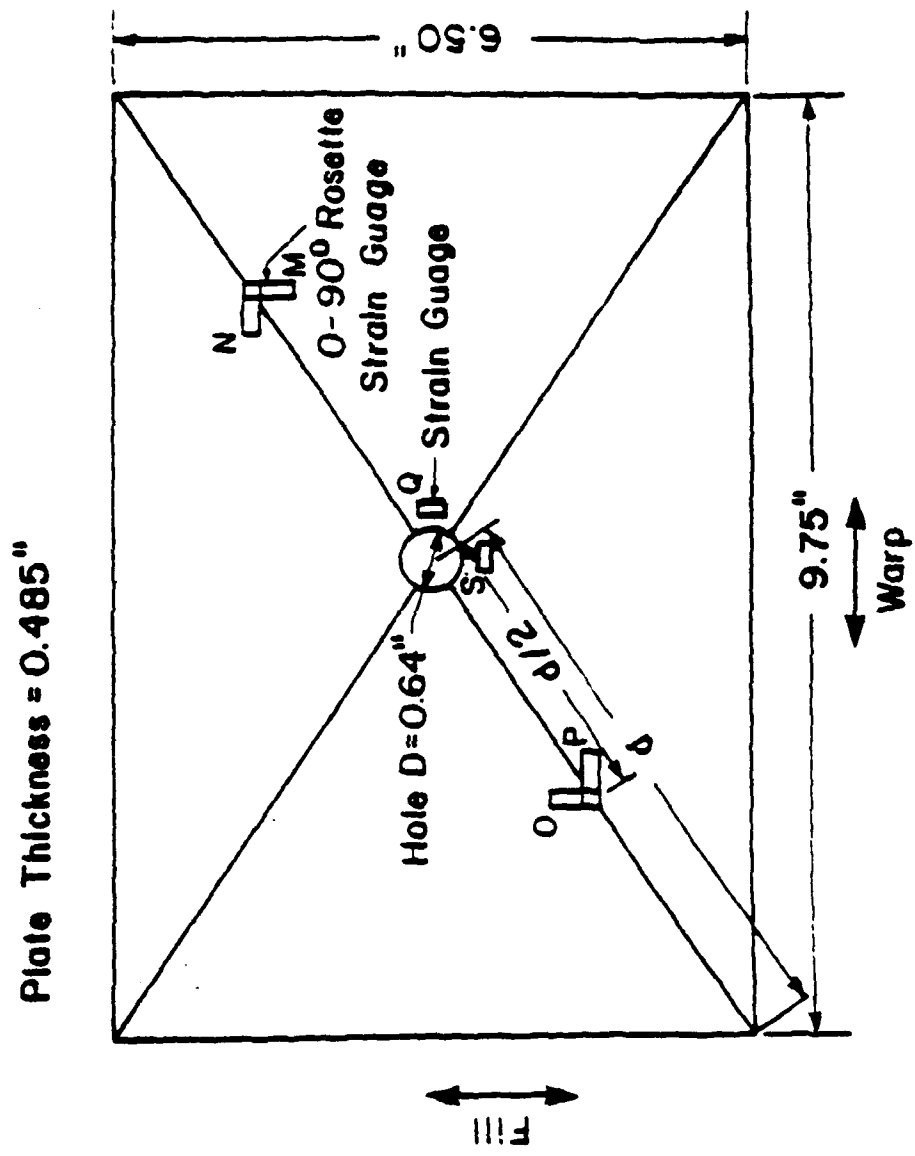 Plate Thickness = 0.485"
6.50"
N
M
0-90° Rosette
Strain Guage
Q
Strain Guage
Hole D=0.64"
S
d/2
P
O
d
9.75"
Warp
Fill